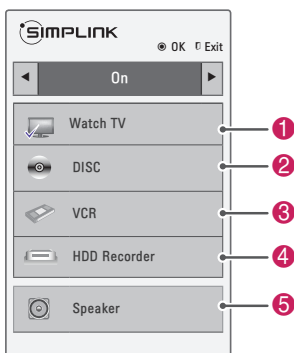 SIMPLINK
OK Exit
◄ On ►
Watch TV 1
DISC 2
VCR 3
HDD Recorder 4
Speaker 5